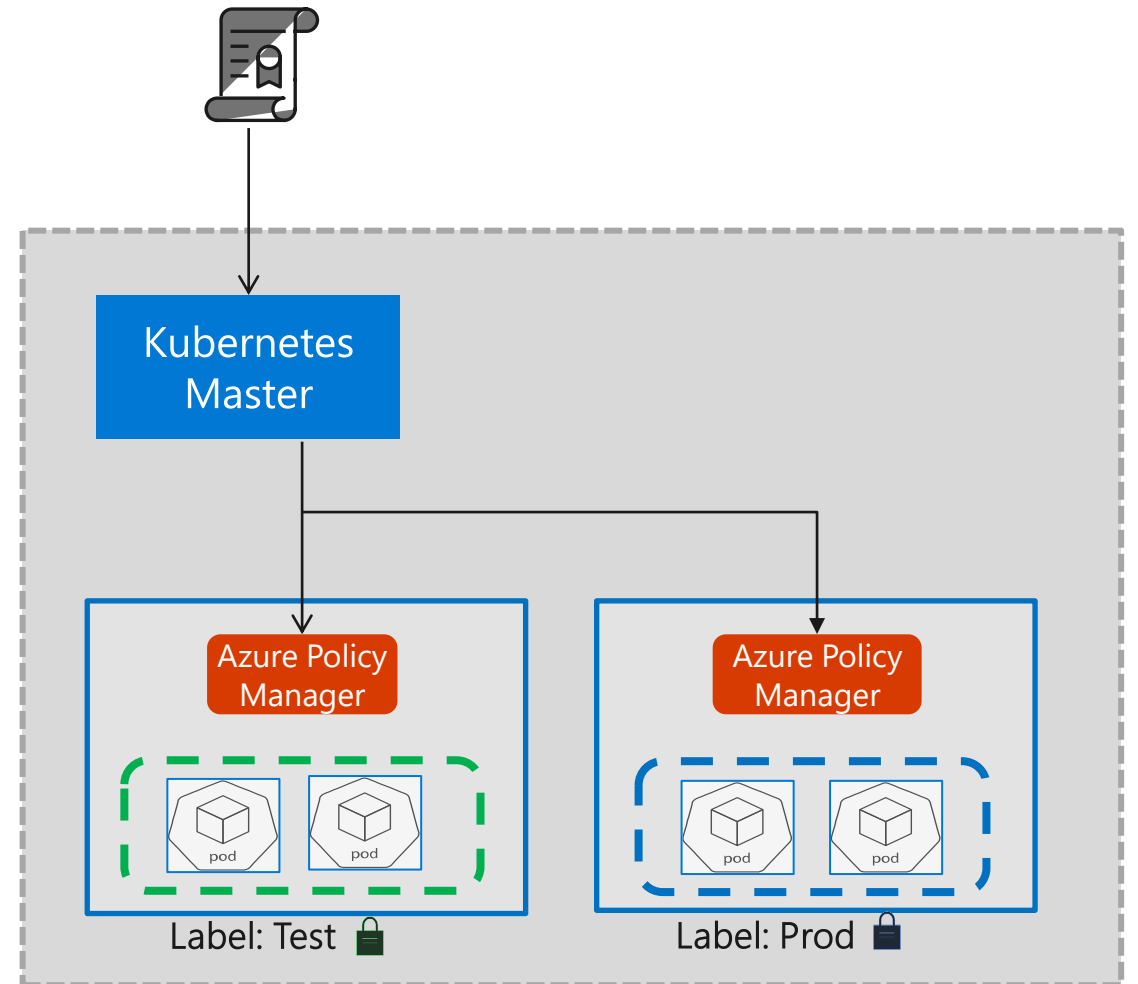 Kubernetes
Master
Azure Policy
Manager
Azure Policy
Manager
pod
pod
pod
pod
Label: Test
Label: Prod